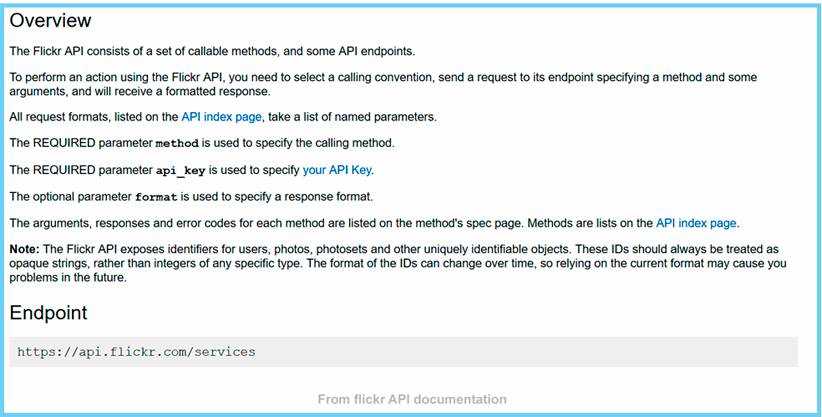 Overview
The Flickr API consists of a set of callable methods, and some API endpoints.
To perform an action using the Flickr API, you need to select a calling convention, send a request to its endpoint specifying a method and some
arguments, and will receive a formatted response.
All request formats, listed on the API index page, take a list of named parameters.
The REQUIRED parameter method is used to specify the calling method.
The REQUIRED parameter api_key is used to specify your API Key.
The optional parameter format is used to specify a response format.
The arguments, responses and error codes for each method are listed on the method's spec page. Methods are lists on the API index page.
Note: The Flickr API exposes identifiers for users, photos, photosets and other uniquely identifiable objects. These IDs should always be treated as
opaque strings, rather than integers of any specific type. The format of the IDs can change over time, so relying on the current format may cause you
problems in the future.
Endpoint
https://api.flickr.com/services
From flickr API documentation